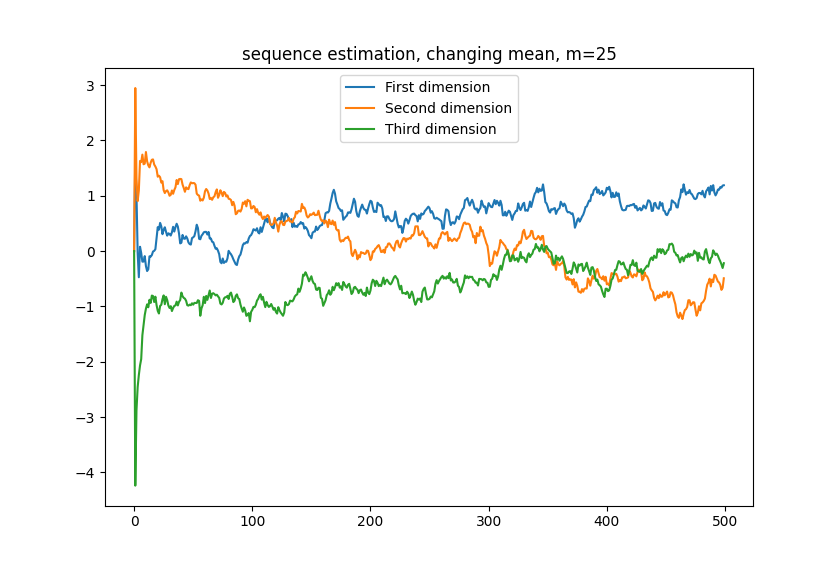 sequence estimation, changing mean, m=25
First dimension
Second dimension
Third dimension
3
2
1
0
−1
−2
−3
−4
0 100 200 300 400 500